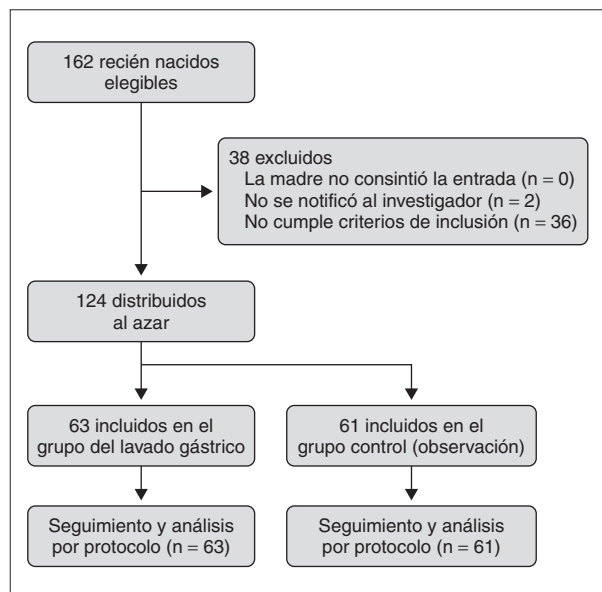 162 recién nacidos
elegibles
38 excluidos
La madre no consintió la entrada (n = 0)
No se notificó al investigador (n = 2)
No cumple criterios de inclusión (n = 36)
124 distribuidos
al azar
63 incluidos en el
grupo del lavado gástrico
61 incluidos en el
grupo control (observación)
Seguimiento y análisis
por protocolo (n = 63)
Seguimiento y análisis
por protocolo (n = 61)